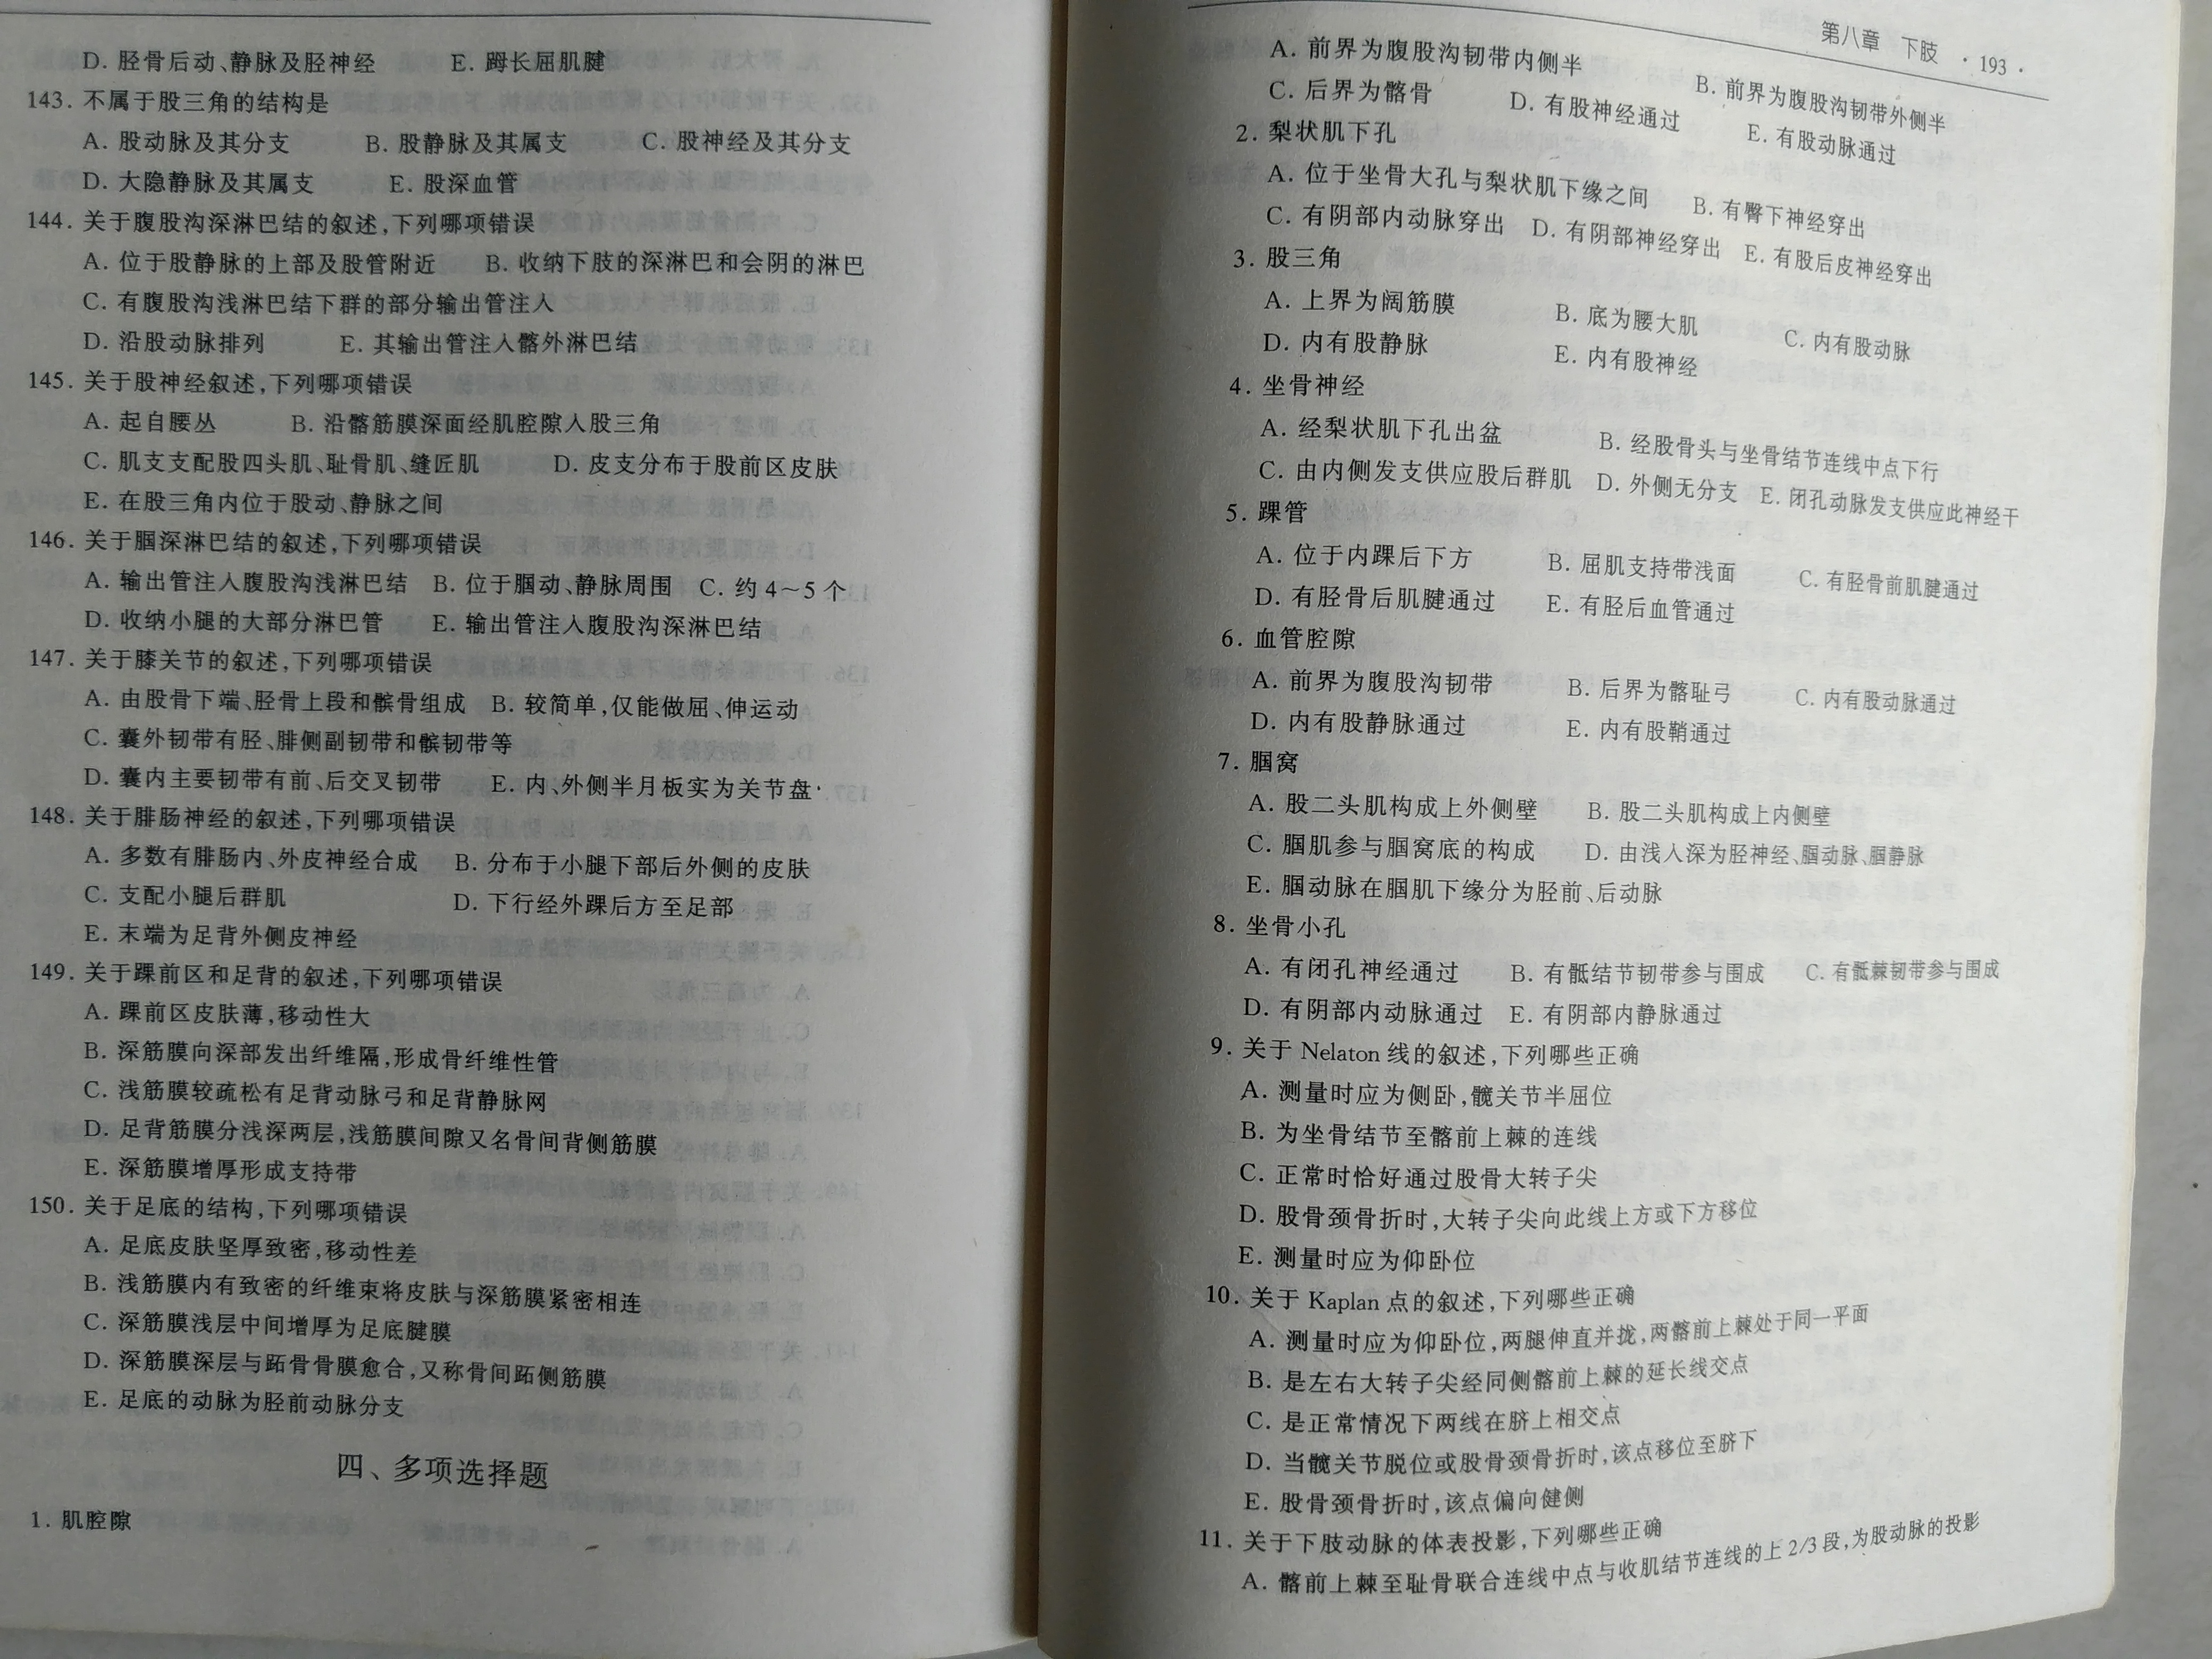 D. 胫骨后动、静脉及胫神经 E. 踇长屈肌腱
143. 不属于股三角的结构是
A. 股动脉及其分支 B. 股静脉及其属支 C. 股神经及其分支
D. 大隐静脉及其属支 E. 股深血管
144. 关于腹股沟深淋巴结的叙述,下列哪项错误
A. 位于股静脉的上部及股管附近 B. 收纳下肢的深淋巴和会阴的淋巴
C. 有腹股沟浅淋巴结下群的部分输出管注入
D. 沿股动脉排列 E. 其输出管注入髂外淋巴结
145. 关于股神经叙述,下列哪项错误
A. 起自腰丛 B. 沿髂筋膜深面经肌腔隙入股三角
C. 肌支支配股四头肌、耻骨肌、缝匠肌 D. 皮支分布于股前区皮肤
E. 在股三角内位于股动、静脉之间
146. 关于腘深淋巴结的叙述,下列哪项错误
A. 输出管注入腹股沟浅淋巴结 B. 位于腘动、静脉周围 C. 约4～5个
D. 收纳小腿的大部分淋巴管 E. 输出管注入腹股沟深淋巴结
147. 关于膝关节的叙述,下列哪项错误
A. 由股骨下端、胫骨上段和髌骨组成 B. 较简单,仅能做屈、伸运动
C. 囊外韧带有胫、腓侧副韧带和髌韧带等
D. 囊内主要韧带有前、后交叉韧带 E. 内、外侧半月板实为关节盘
148. 关于腓肠神经的叙述,下列哪项错误
A. 多数有腓肠内、外皮神经合成 B. 分布于小腿下部后外侧的皮肤
C. 支配小腿后群肌 D. 下行经外踝后方至足部
E. 末端为足背外侧皮神经
149. 关于踝前区和足背的叙述,下列哪项错误
A. 踝前区皮肤薄,移动性大
B. 深筋膜向深部发出纤维隔,形成骨纤维性管
C. 浅筋膜较疏松有足背动脉弓和足背静脉网
D. 足背筋膜分浅深两层,浅筋膜间隙又名骨间背侧筋膜
E. 深筋膜增厚形成支持带
150. 关于足底的结构,下列哪项错误
A. 足底皮肤坚厚致密,移动性差
B. 浅筋膜内有致密的纤维束将皮肤与深筋膜紧密相连
C. 深筋膜浅层中间增厚为足底腱膜
D. 深筋膜深层与跖骨骨膜愈合,又称骨间跖侧筋膜
E. 足底的动脉为胫前动脉分支
四、多项选择题
1. 肌腔隙
第八章 下肢 · 193 ·
A. 前界为腹股沟韧带内侧半 B. 前界为腹股沟韧带外侧半
C. 后界为髂骨 D. 有股神经通过 E. 有股动脉通过
2. 梨状肌下孔
A. 位于坐骨大孔与梨状肌下缘之间 B. 有臀下神经穿出
C. 有阴部内动脉穿出 D. 有阴部神经穿出 E. 有股后皮神经穿出
3. 股三角
A. 上界为阔筋膜 B. 底为腰大肌 C. 内有股动脉
D. 内有股静脉 E. 内有股神经
4. 坐骨神经
A. 经梨状肌下孔出盆 B. 经股骨头与坐骨结节连线中点下行
C. 由内侧发支供应股后群肌 D. 外侧无分支 E. 闭孔动脉发支供应此神经干
5. 踝管
A. 位于内踝后下方 B. 屈肌支持带浅面 C. 有胫骨前肌腱通过
D. 有胫骨后肌腱通过 E. 有胫后血管通过
6. 血管腔隙
A. 前界为腹股沟韧带 B. 后界为髂耻弓 C. 内有股动脉通过
D. 内有股静脉通过 E. 内有股鞘通过
7. 腘窝
A. 股二头肌构成上外侧壁 B. 股二头肌构成上内侧壁
C. 腘肌参与腘窝底的构成 D. 由浅入深为胫神经、腘动脉、腘静脉
E. 腘动脉在腘肌下缘分为胫前、后动脉
8. 坐骨小孔
A. 有闭孔神经通过 B. 有骶结节韧带参与围成 C. 有骶棘韧带参与围成
D. 有阴部内动脉通过 E. 有阴部内静脉通过
9. 关于 Nelaton 线的叙述,下列哪些正确
A. 测量时应为侧卧,髋关节半屈位
B. 为坐骨结节至髂前上棘的连线
C. 正常时恰好通过股骨大转子尖
D. 股骨颈骨折时,大转子尖向此线上方或下方移位
E. 测量时应为仰卧位
10. 关于 Kaplan 点的叙述,下列哪些正确
A. 测量时应为仰卧位,两腿伸直并拢,两髂前上棘处于同一平面
B. 是左右大转子尖经同侧髂前上棘的延长线交点
C. 是正常情况下两线在脐上相交点
D. 当髋关节脱位或股骨颈骨折时,该点移位至脐下
E. 股骨颈骨折时,该点偏向健侧
11. 关于下肢动脉的体表投影,下列哪些正确
A. 髂前上棘至耻骨联合连线中点与收肌结节连线的上2/3段,为股动脉的投影